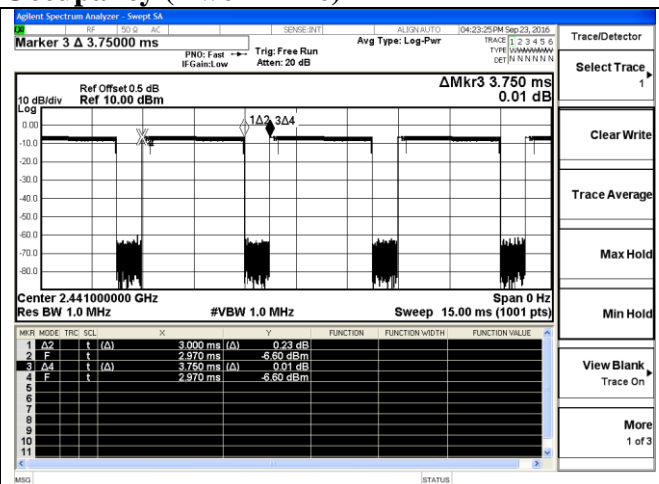 Agilent Spectrum Analyzer - Swept SA
RF 50 Ω AC SENSE:INT ALIGN AUTO 04:23:25 PM Sep 23, 2016
Marker 3 Δ 3.75000 ms
PNO: Fast Trig: Free Run
IFGain:Low Atten: 20 dB
Avg Type: Log-Pwr
TRACE 1 2 3 4 5 6
TYPE
DET N N N N N N
Ref Offset 0.5 dB
10 dB/div Ref 10.00 dBm
Log
ΔMkr3 3.750 ms
0.01 dB
1Δ2 3Δ4
0.00
-10.0
-20.0
-30.0
-40.0
-50.0
-60.0
-70.0
-80.0
Center 2.441000000 GHz Span 0 Hz
Res BW 1.0 MHz #VBW 1.0 MHz Sweep 15.00 ms (1001 pts)
MKR MODE TRC SCL X Y FUNCTION FUNCTION WIDTH FUNCTION VALUE
1 Δ2 t (Δ) 3.000 ms (Δ) 0.23 dB
2 F t 2.970 ms -6.60 dBm
3 Δ4 t (Δ) 3.750 ms (Δ) 0.01 dB
4 F t 2.970 ms -6.60 dBm
5
6
7
8
9
10
11
MSG STATUS
Trace/Detector
Select Trace
1
Clear Write
Trace Average
Max Hold
Min Hold
View Blank
Trace On
More
1 of 3